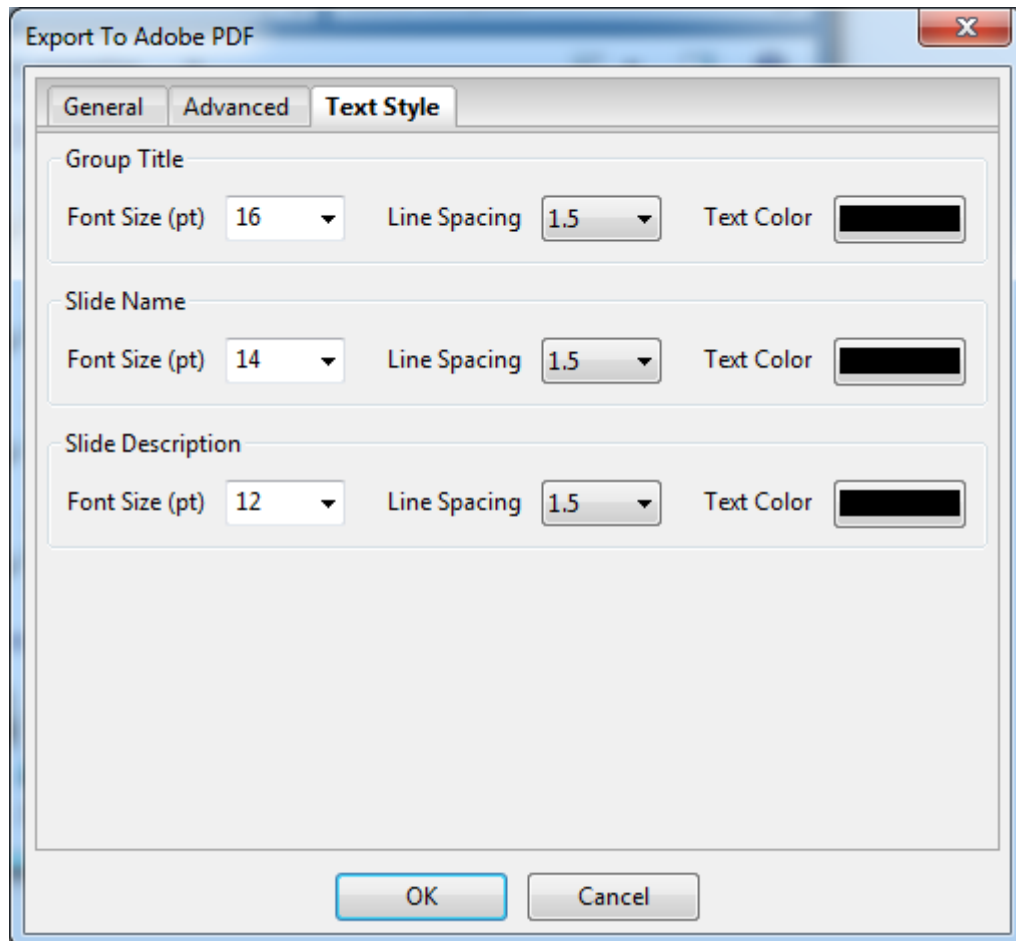 Export To Adobe PDF
General Advanced Text Style
Group Title
Font Size (pt) 16 Line Spacing 1.5 Text Color
Slide Name
Font Size (pt) 14 Line Spacing 1.5 Text Color
Slide Description
Font Size (pt) 12 Line Spacing 1.5 Text Color
OK Cancel